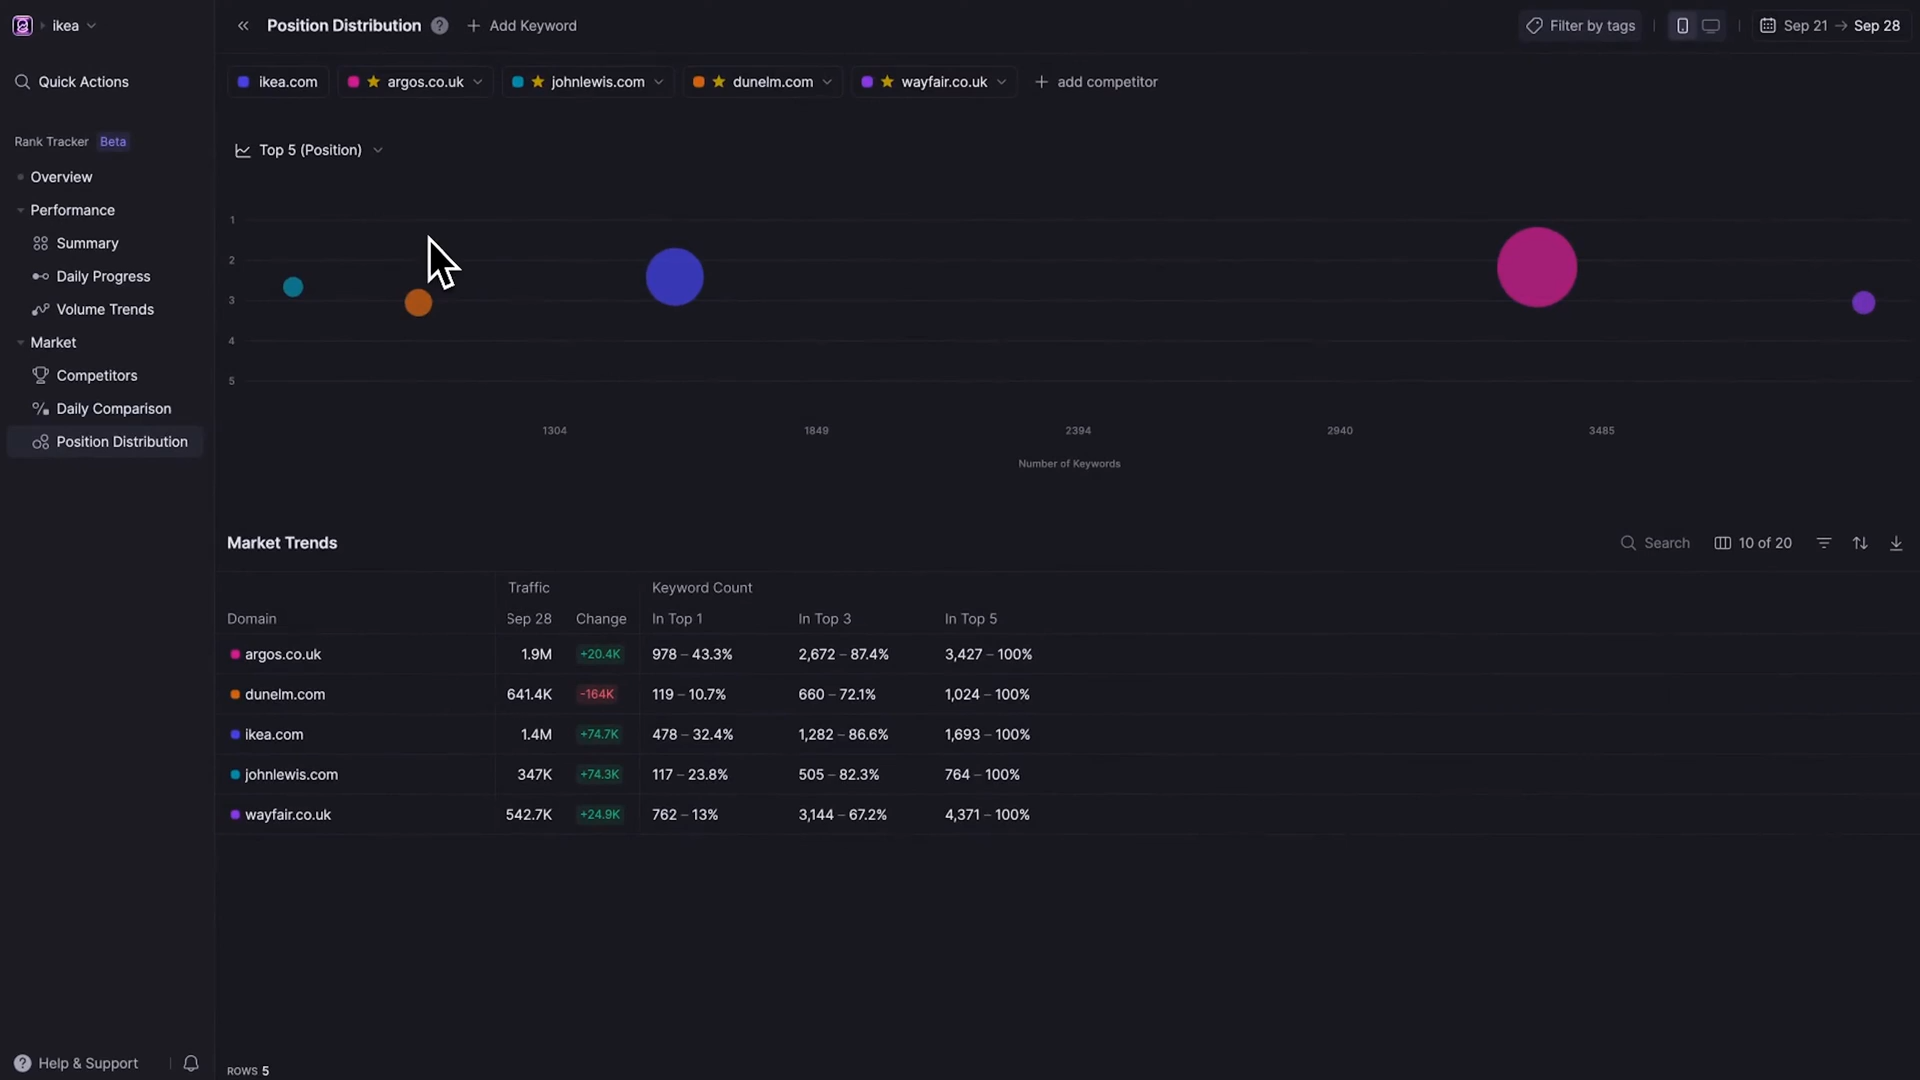 ikea
Position Distribution
Add Keyword
Filter by tags
Sep 21 → Sep 28
Quick Actions
ikea.com
argos.co.uk
johnlewis.com
dunelm.com
wayfair.co.uk
add competitor
Rank Tracker Beta
Overview
Performance
Summary
Daily Progress
Volume Trends
Market
Competitors
Daily Comparison
Position Distribution
Top 5 (Position)
1
2
3
4
5
1304 1849 2394 2940 3485
Number of Keywords
Market Trends
Search
10 of 20
Traffic Keyword Count
Domain Sep 28 Change In Top 1 In Top 3 In Top 5
argos.co.uk 1.9M +20.4K 978 – 43.3% 2,672 – 87.4% 3,427 – 100%
dunelm.com 641.4K -164K 119 – 10.7% 660 – 72.1% 1,024 – 100%
ikea.com 1.4M +74.7K 478 – 32.4% 1,282 – 86.6% 1,693 – 100%
johnlewis.com 347K +74.3K 117 – 23.8% 505 – 82.3% 764 – 100%
wayfair.co.uk 542.7K +24.9K 762 – 13% 3,144 – 67.2% 4,371 – 100%
? Help & Support
ROWS 5